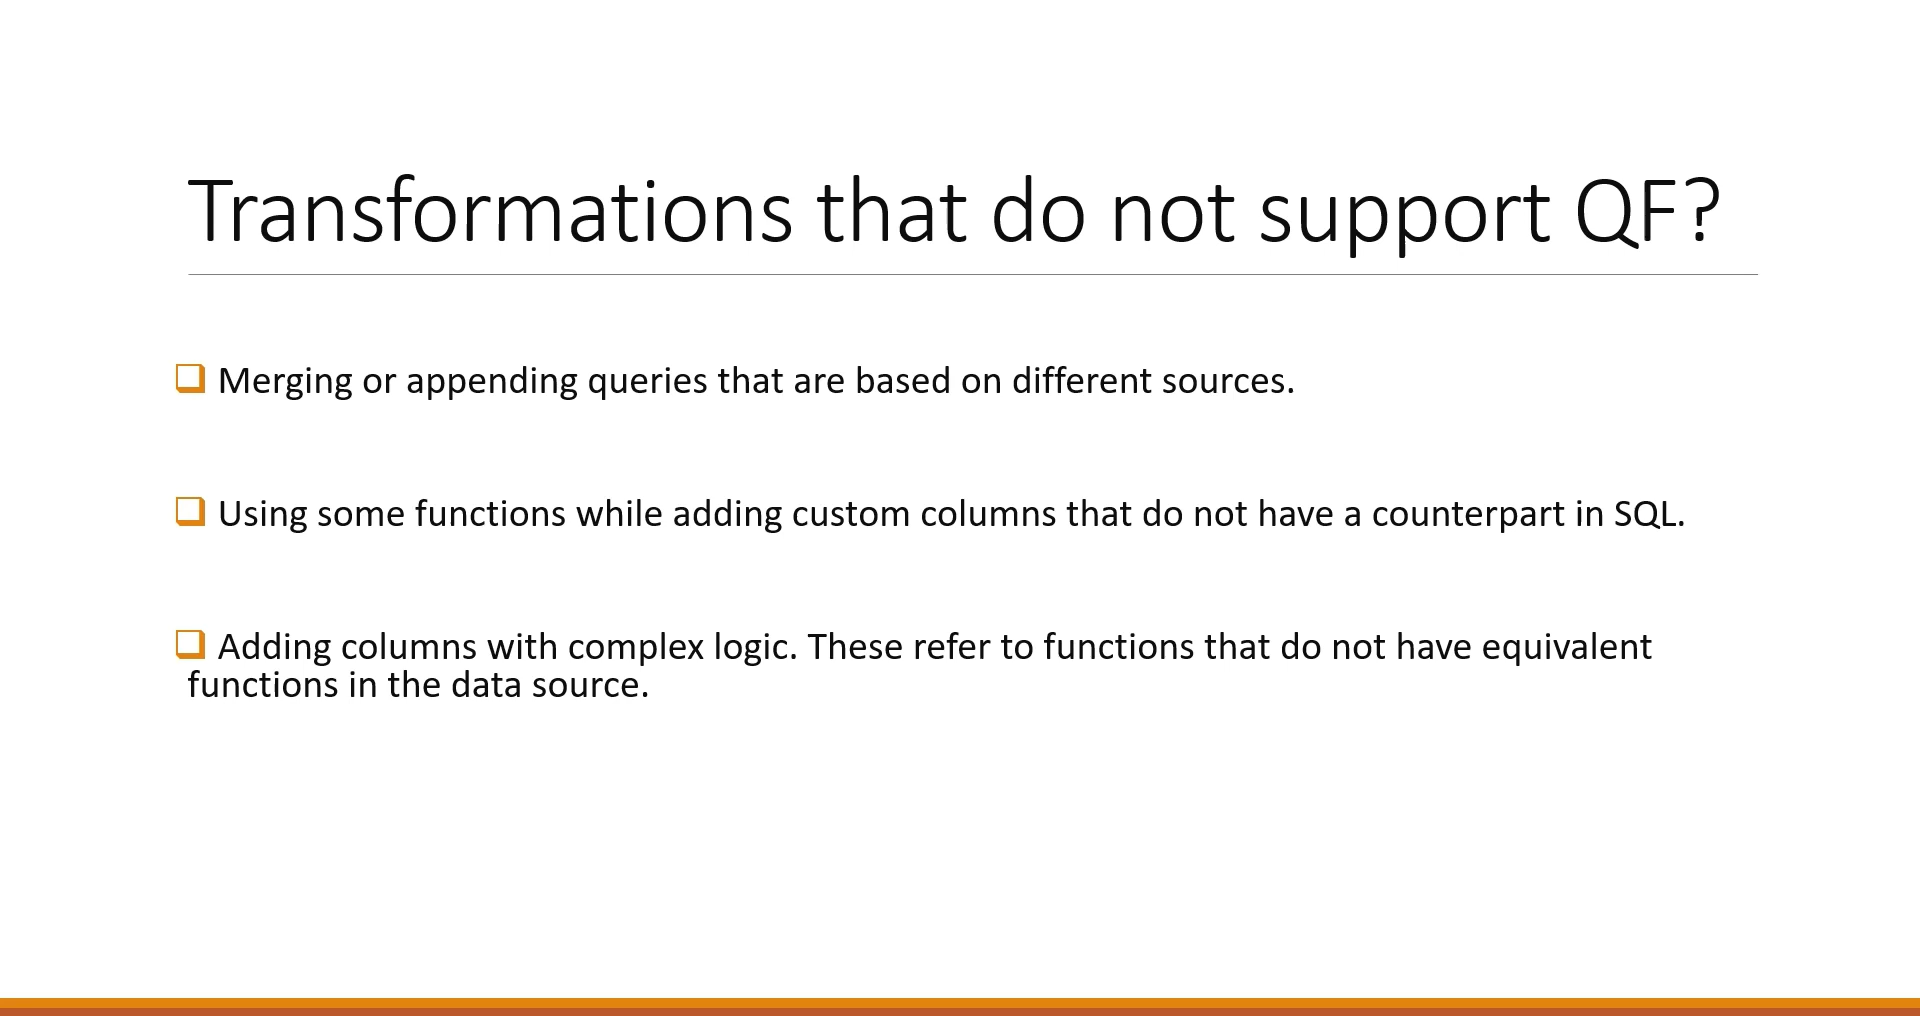 Transformations that do not support QF?
Merging or appending queries that are based on different sources.
Using some functions while adding custom columns that do not have a counterpart in SQL.
Adding columns with complex logic. These refer to functions that do not have equivalent
functions in the data source.